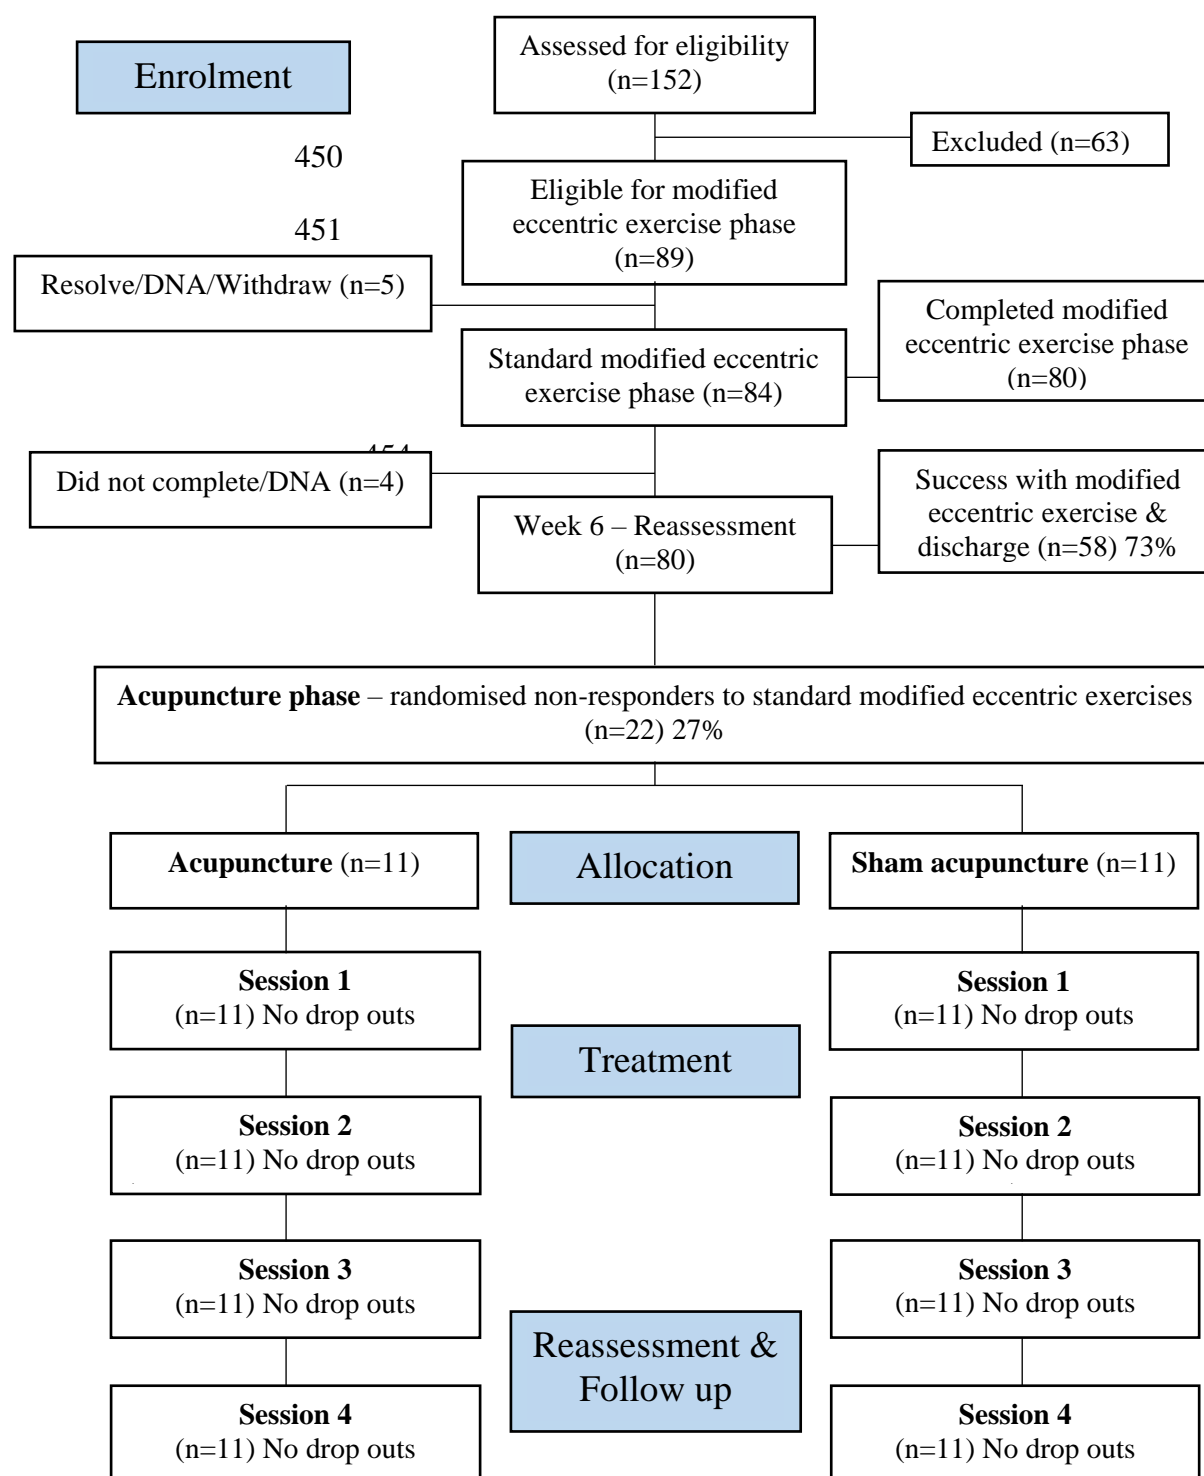 Enrolment
Assessed for eligibility
(n=152)
450
Excluded (n=63)
Eligible for modified
eccentric exercise phase
(n=89)
451
Resolve/DNA/Withdraw (n=5)
Completed modified
eccentric exercise phase
(n=80)
Standard modified eccentric
exercise phase (n=84)
454
Did not complete/DNA (n=4)
Success with modified
eccentric exercise &
discharge (n=58) 73%
Week 6 – Reassessment
(n=80)
Acupuncture phase – randomised non-responders to standard modified eccentric exercises
(n=22) 27%
Acupuncture (n=11)
Allocation
Sham acupuncture (n=11)
Session 1
(n=11) No drop outs
Session 1
(n=11) No drop outs
Treatment
Session 2
(n=11) No drop outs
Session 2
(n=11) No drop outs
Session 3
(n=11) No drop outs
Session 3
(n=11) No drop outs
Reassessment &
Follow up
Session 4
(n=11) No drop outs
Session 4
(n=11) No drop outs